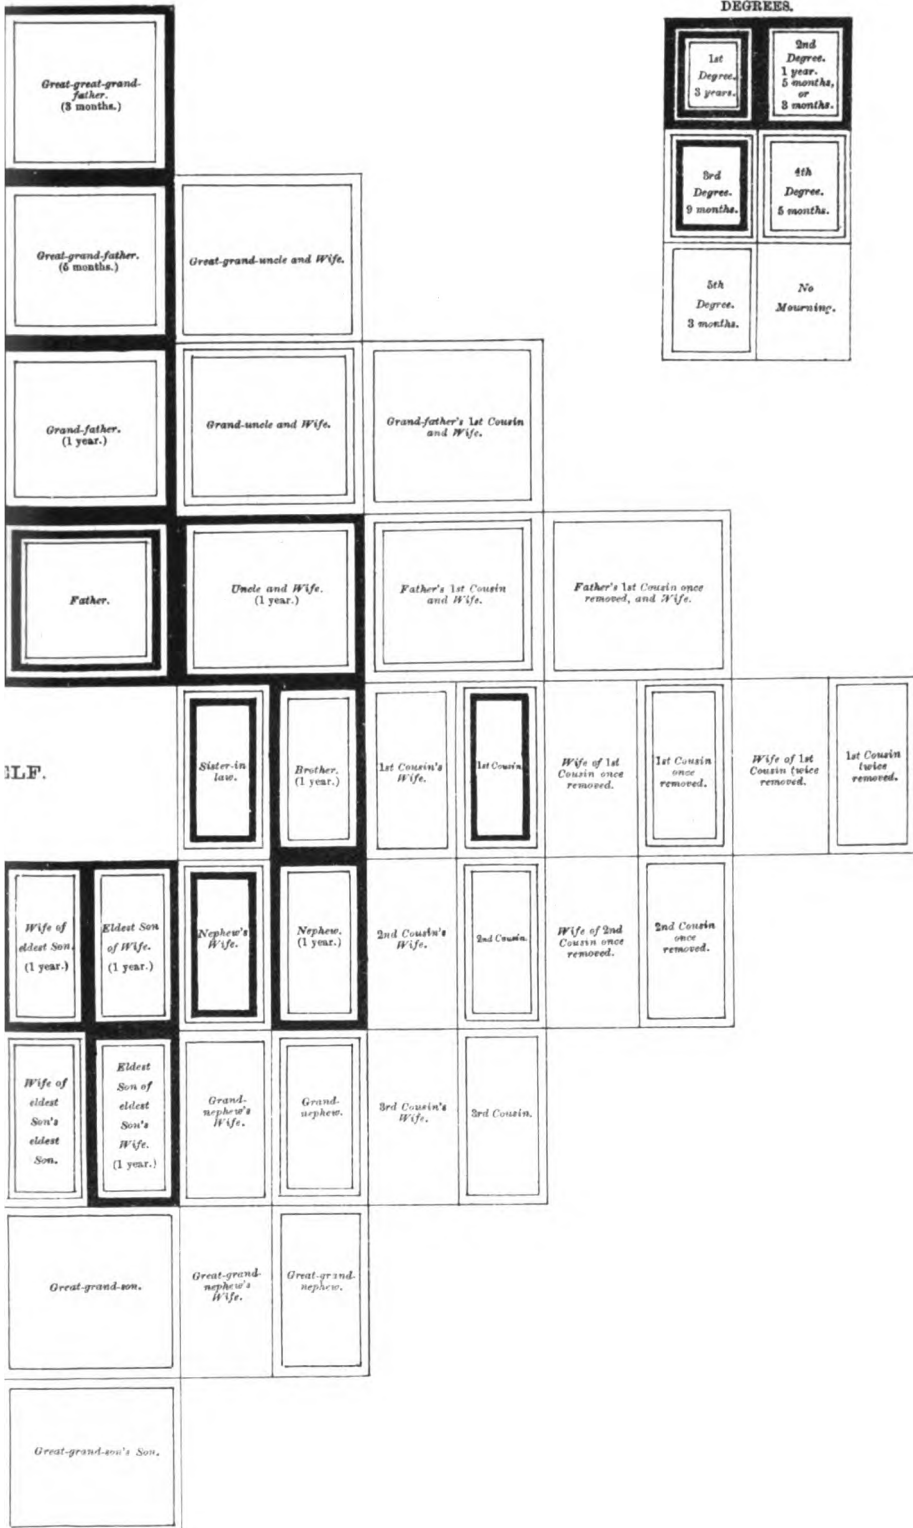 DEGREES.
1st
Degree.
3 years.
2nd
Degree.
1 year.
5 months,
or
3 months.
3rd
Degree.
9 months.
4th
Degree.
5 months.
5th
Degree.
3 months.
No
Mourning.
Great-great-grand-
father.
(3 months.)
Great-grand-father.
(5 months.)
Great-grand-uncle and Wife.
Grand-father.
(1 year.)
Grand-uncle and Wife.
Grand-father's 1st Cousin
and Wife.
Father.
Uncle and Wife.
(1 year.)
Father's 1st Cousin
and Wife.
Father's 1st Cousin once
removed, and Wife.
ELF.
Sister-in
law.
Brother.
(1 year.)
1st Cousin's
Wife.
1st Cousin.
Wife of 1st
Cousin once
removed.
1st Cousin
once
removed.
Wife of 1st
Cousin twice
removed.
1st Cousin
twice
removed.
Wife of
eldest Son.
(1 year.)
Eldest Son
of Wife.
(1 year.)
Nephew's
Wife.
Nephew.
(1 year.)
2nd Cousin's
Wife.
2nd Cousin.
Wife of 2nd
Cousin once
removed.
2nd Cousin
once
removed.
Wife of
eldest
Son's
eldest
Son.
Eldest
Son of
eldest
Son's
Wife.
(1 year.)
Grand-
nephew's
Wife.
Grand-
nephew.
3rd Cousin's
Wife.
3rd Cousin.
Great-grand-son.
Great-grand-
nephew's
Wife.
Great-grand-
nephew.
Great-grand-son's Son.